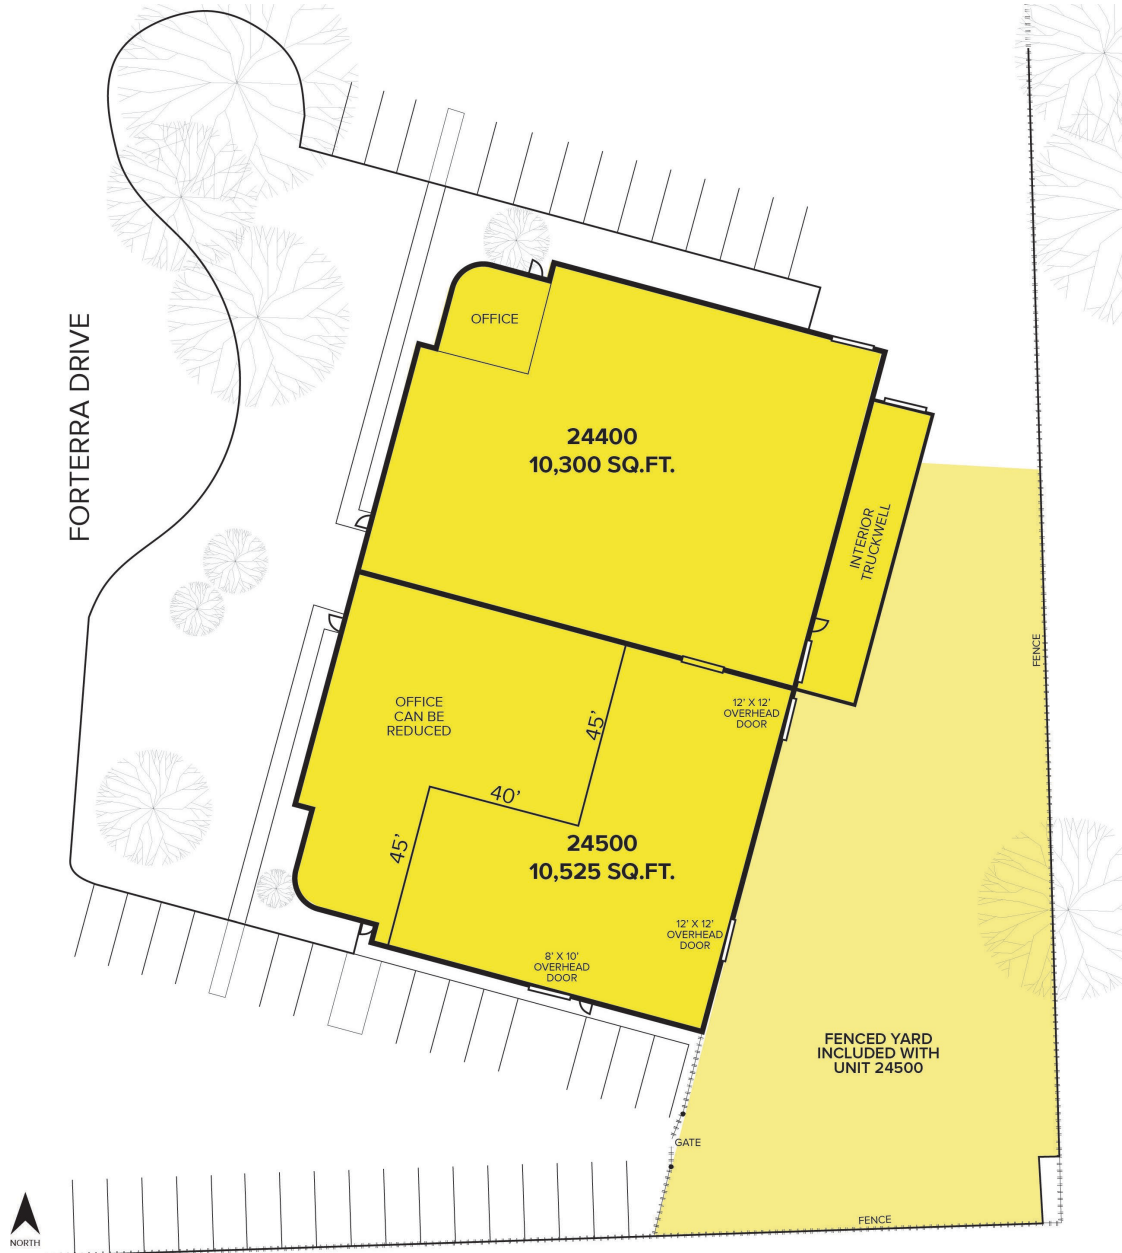 FORTERRA DRIVE
OFFICE
24400
10,300 SQ.FT.
INTERIOR
TRUCKWELL
FENCE
OFFICE
CAN BE
REDUCED
45’
12’ X 12’
OVERHEAD
DOOR
40’
45’
24500
10,525 SQ.FT.
12’ X 12’
OVERHEAD
DOOR
8’ X 10’
OVERHEAD
DOOR
FENCED YARD
INCLUDED WITH
UNIT 24500
GATE
FENCE
NORTH